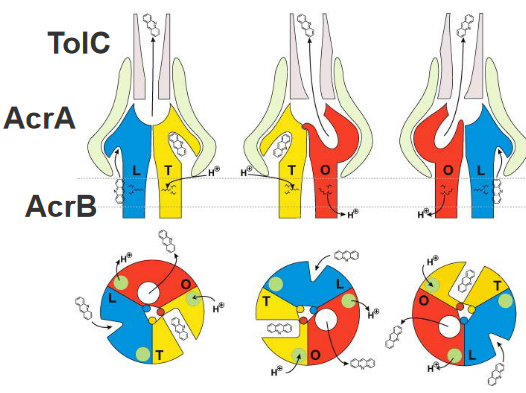 TolC
AcrA
L T H⊕ H⊕ T O O L
AcrB
H⊕ H⊕
H⊕ H⊕
L O T
T L H⊕ T
H⊕ O H⊕
T H⊕ O H⊕ L